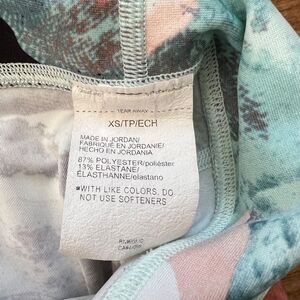 TEAR AWAY
XS/TP/ECH
MADE IN JORDAN/
FABRIQUÉ EN JORDANIE/
HECHO EN JORDANIA
87% POLYESTER/poliéster
13% ELASTANE/
ÉLASTHANNE/elastano
*WITH LIKE COLORS. DO
NOT USE SOFTENERS